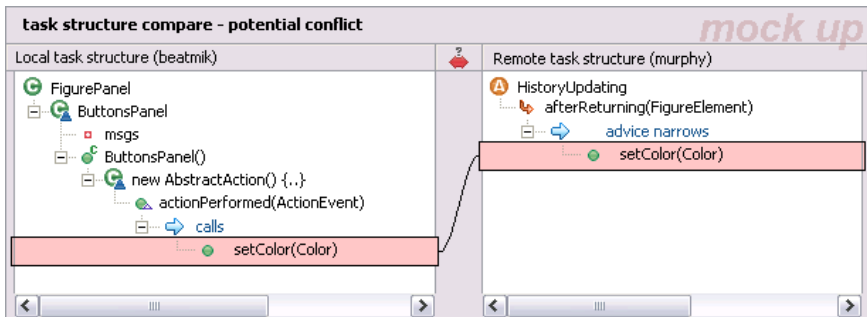 task structure compare - potential conflict
mock up
Local task structure (beatmik)
?
Remote task structure (murphy)
C FigurePanel
C ButtonsPanel
msgs
C ButtonsPanel()
C new AbstractAction() {..}
actionPerformed(ActionEvent)
calls
setColor(Color)
A HistoryUpdating
afterReturning(FigureElement)
advice narrows
setColor(Color)